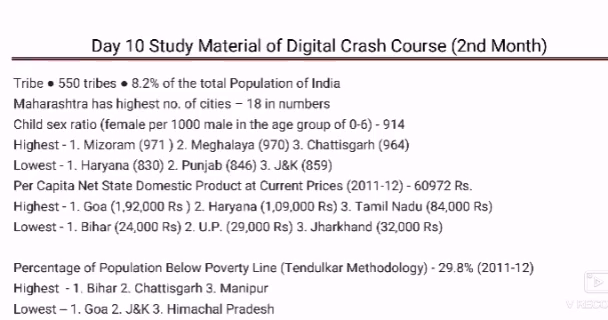 Day 10 Study Material of Digital Crash Course (2nd Month)
Tribe ● 550 tribes ● 8.2% of the total Population of India
Maharashtra has highest no. of cities – 18 in numbers
Child sex ratio (female per 1000 male in the age group of 0-6) - 914
Highest - 1. Mizoram (971 ) 2. Meghalaya (970) 3. Chattisgarh (964)
Lowest - 1. Haryana (830) 2. Punjab (846) 3. J&K (859)
Per Capita Net State Domestic Product at Current Prices (2011-12) - 60972 Rs.
Highest - 1. Goa (1,92,000 Rs ) 2. Haryana (1,09,000 Rs) 3. Tamil Nadu (84,000 Rs)
Lowest - 1. Bihar (24,000 Rs) 2. U.P. (29,000 Rs) 3. Jharkhand (32,000 Rs)
Percentage of Population Below Poverty Line (Tendulkar Methodology) - 29.8% (2011-12)
Highest - 1. Bihar 2. Chattisgarh 3. Manipur
Lowest – 1. Goa 2. J&K 3. Himachal Pradesh